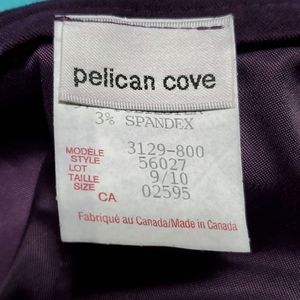 pelican cove
3% SPANDEX
MODÈLE 3129-800
STYLE 56027
LOT
TAILLE 9/10
SIZE
CA 02595
Fabriqué au Canada/Made in Canada